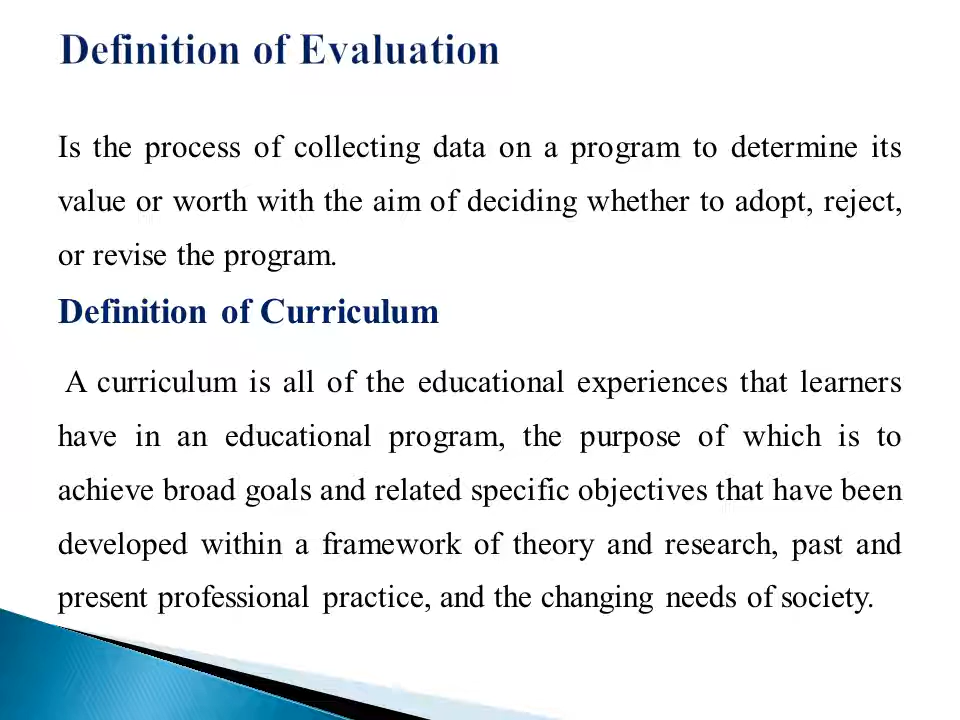 Definition of Evaluation
Is the process of collecting data on a program to determine its
value or worth with the aim of deciding whether to adopt, reject,
or revise the program.
Definition of Curriculum
A curriculum is all of the educational experiences that learners
have in an educational program, the purpose of which is to
achieve broad goals and related specific objectives that have been
developed within a framework of theory and research, past and
present professional practice, and the changing needs of society.